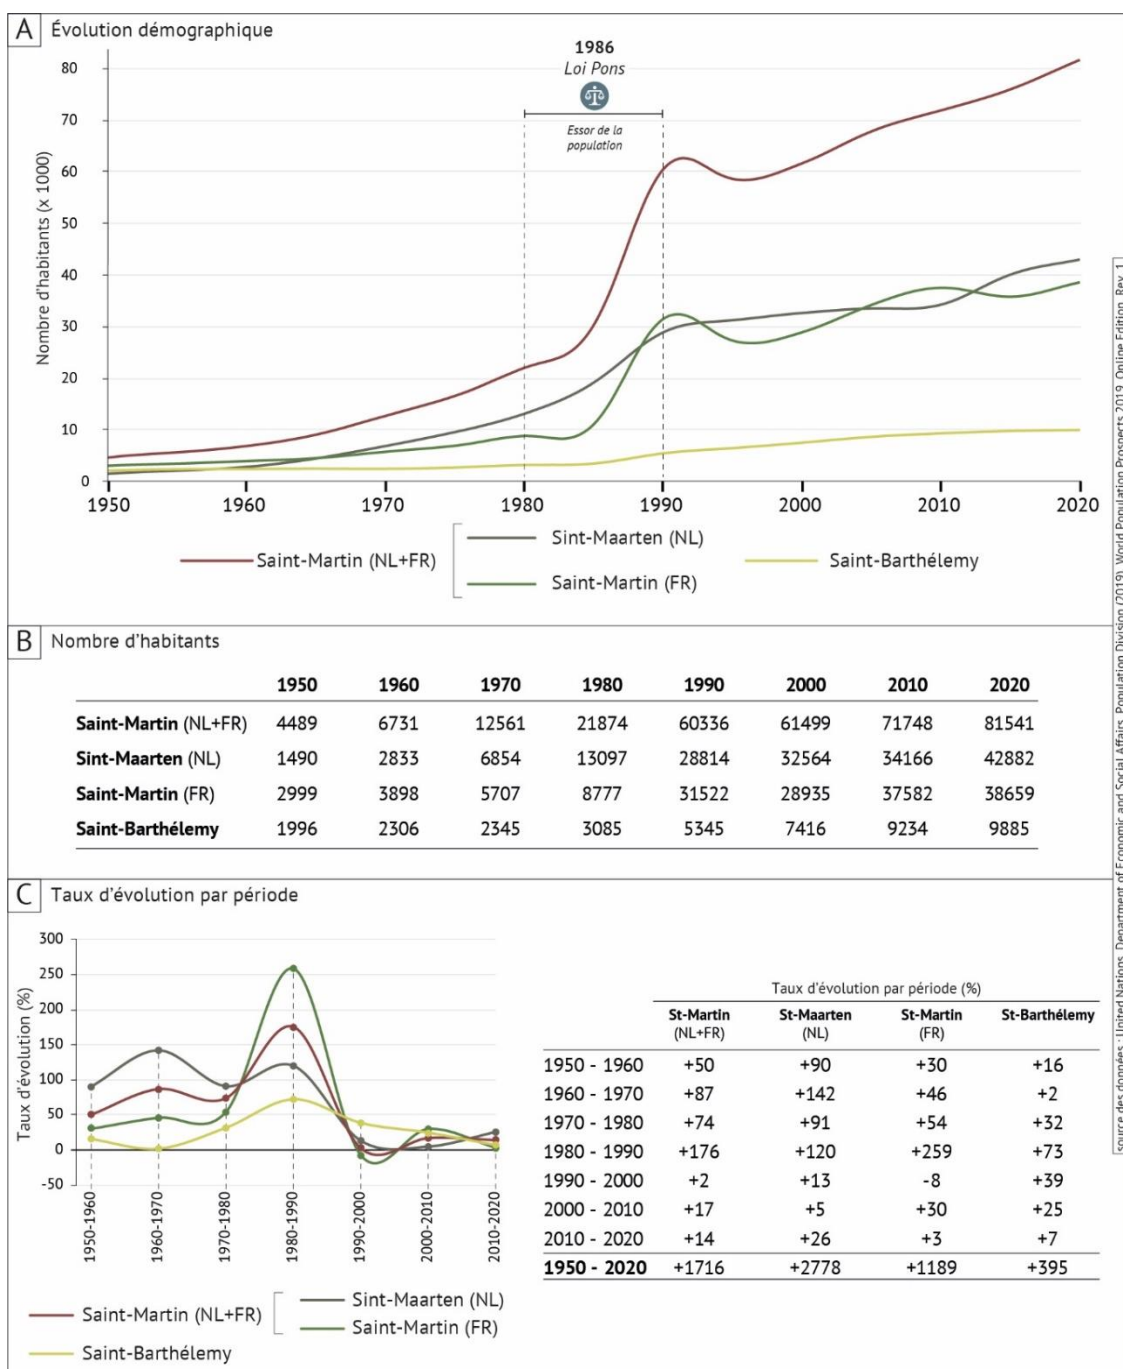 A Évolution démographique
1986
Loi Pons
Essor de la
population
Nombre d'habitants (x 1000)
80
70
60
50
40
30
20
10
0
1950 1960 1970 1980 1990 2000 2010 2020
Saint-Martin (NL+FR)
Sint-Maarten (NL)
Saint-Martin (FR)
Saint-Barthélemy
B Nombre d'habitants
1950 1960 1970 1980 1990 2000 2010 2020
Saint-Martin (NL+FR) 4489 6731 12561 21874 60336 61499 71748 81541
Sint-Maarten (NL) 1490 2833 6854 13097 28814 32564 34166 42882
Saint-Martin (FR) 2999 3898 5707 8777 31522 28935 37582 38659
Saint-Barthélemy 1996 2306 2345 3085 5345 7416 9234 9885
C Taux d'évolution par période
Taux d'évolution (%)
300
250
200
150
100
50
0
-50
1950-1960 1960-1970 1970-1980 1980-1990 1990-2000 2000-2010 2010-2020
Saint-Martin (NL+FR)
Sint-Maarten (NL)
Saint-Martin (FR)
Saint-Barthélemy
Taux d'évolution par période (%)
St-Martin St-Maarten St-Martin St-Barthélemy
(NL+FR) (NL) (FR)
1950 - 1960 +50 +90 +30 +16
1960 - 1970 +87 +142 +46 +2
1970 - 1980 +74 +91 +54 +32
1980 - 1990 +176 +120 +259 +73
1990 - 2000 +2 +13 -8 +39
2000 - 2010 +17 +5 +30 +25
2010 - 2020 +14 +26 +3 +7
1950 - 2020 +1716 +2778 +1189 +395
source des données : United Nations, Department of Economic and Social Affairs, Population Division (2019). World Population Prospects 2019, Online Edition. Rev. 1